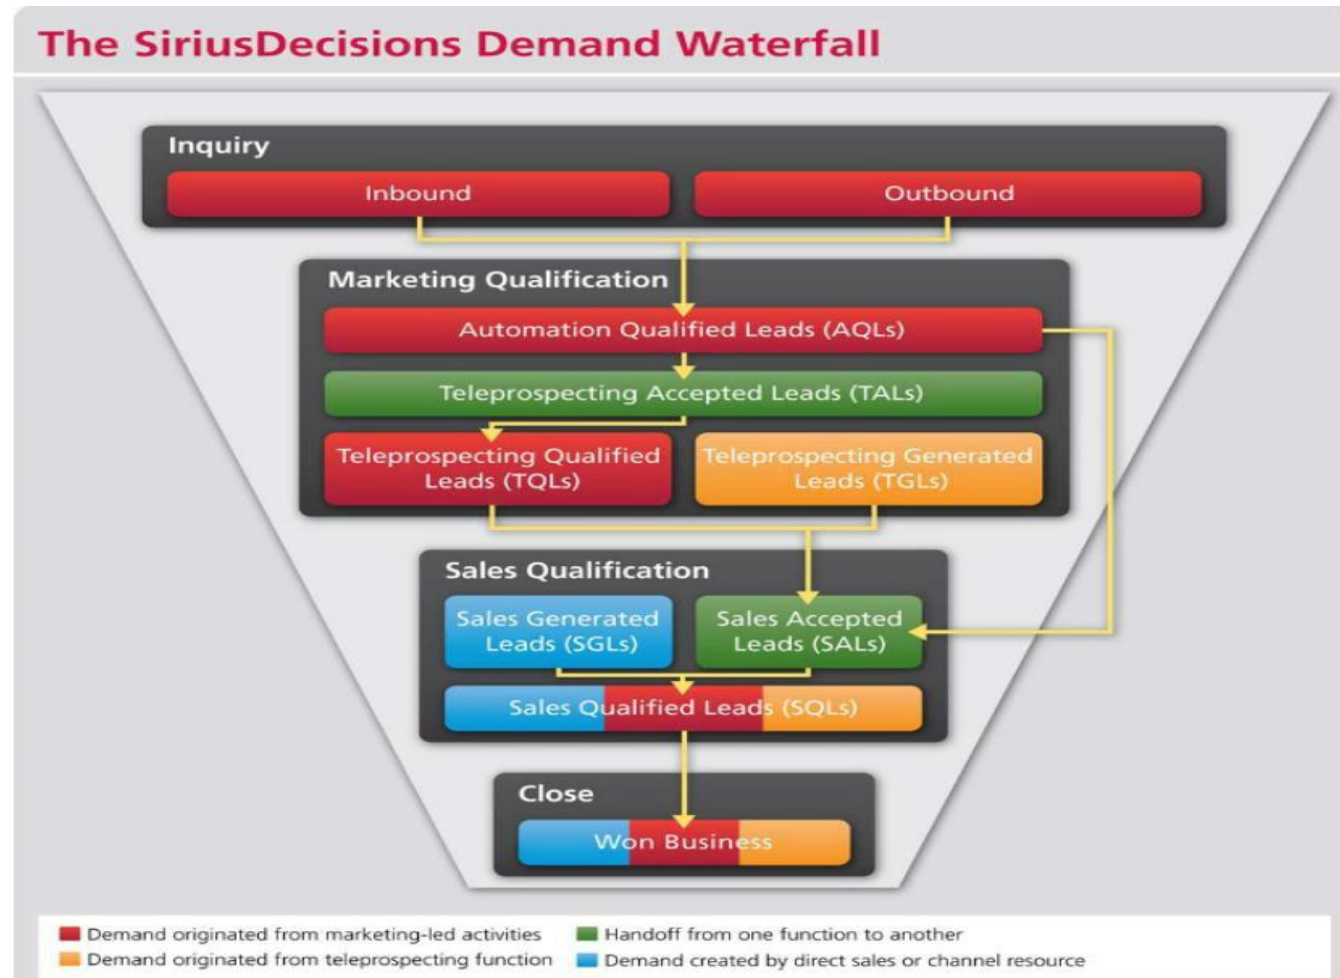 The SiriusDecisions Demand Waterfall
Inquiry
Inbound
Outbound
Marketing Qualification
Automation Qualified Leads (AQLs)
Teleprospecting Accepted Leads (TALs)
Teleprospecting Qualified
Leads (TQLs)
Teleprospecting Generated
Leads (TGLs)
Sales Qualification
Sales Generated
Leads (SGLs)
Sales Accepted
Leads (SALs)
Sales Qualified Leads (SQLs)
Close
Won Business
Demand originated from marketing-led activities
Handoff from one function to another
Demand originated from teleprospecting function
Demand created by direct sales or channel resource